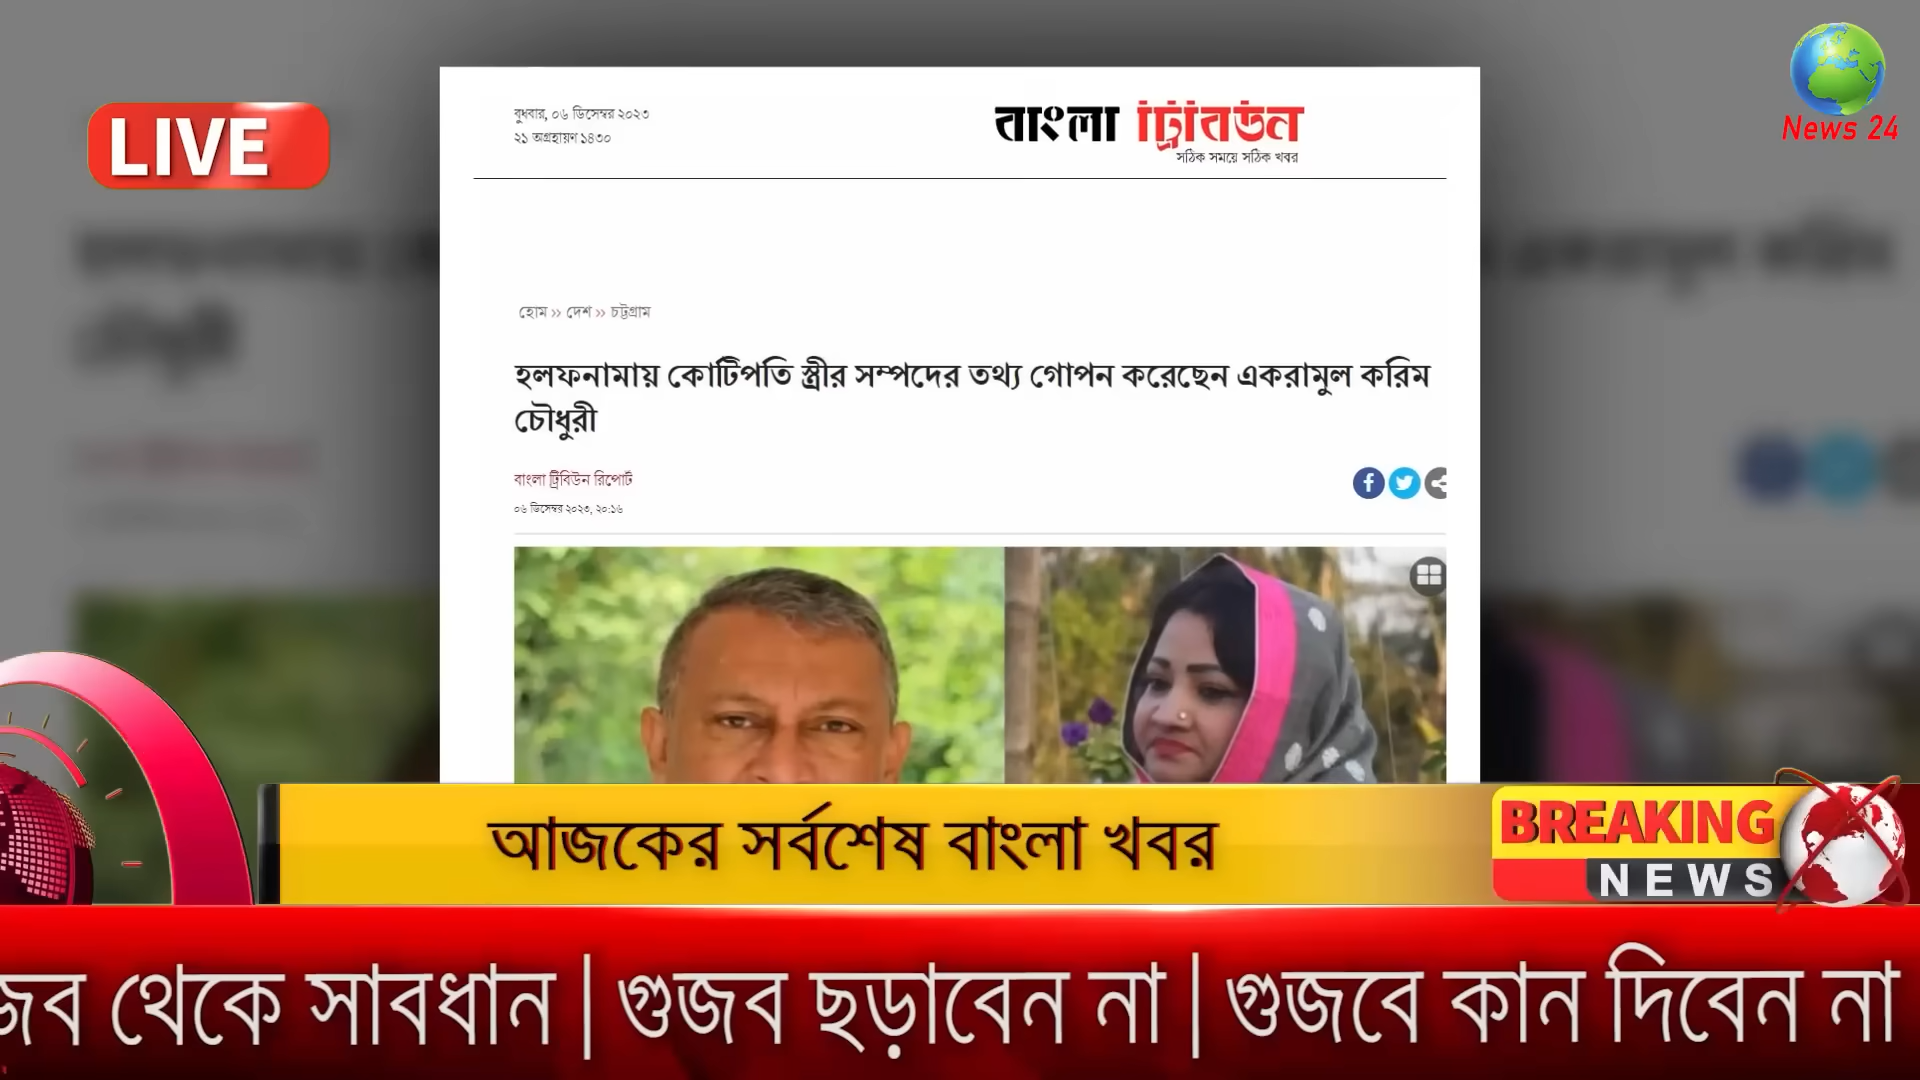 LIVE
বুধবার, ০৬ ডিসেম্বর ২০২৩
২১ অগ্রহায়ণ ১৪৩০
বাংলা ট্রিবিউন
সঠিক সময়ে সঠিক খবর
News 24
হোম ›› দেশ ›› চট্টগ্রাম
হলফনামায় কোটিপতি স্ত্রীর সম্পদের তথ্য গোপন করেছেন একরামুল করিম
চৌধুরী
বাংলা ট্রিবিউন রিপোর্ট
০৬ ডিসেম্বর ২০২৩, ২০:১৬
আজকের সর্বশেষ বাংলা খবর
BREAKING
NEWS
জব থেকে সাবধান | গুজব ছড়াবেন না | গুজবে কান দিবেন না